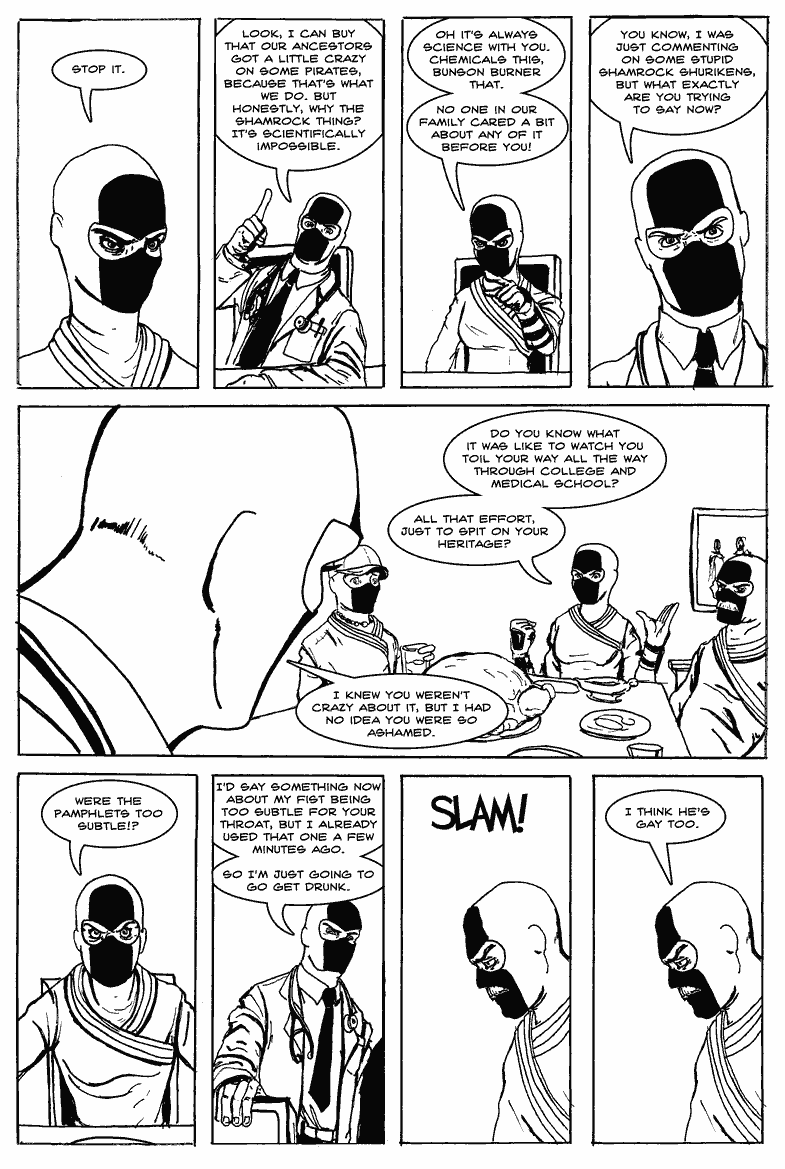 STOP IT.
LOOK, I CAN BUY
THAT OUR ANCESTORS
GOT A LITTLE CRAZY
ON SOME PIRATES,
BECAUSE THAT'S WHAT
WE DO. BUT
HONESTLY, WHY THE
SHAMROCK THING?
IT'S SCIENTIFICALLY
IMPOSSIBLE.
OH IT'S ALWAYS
SCIENCE WITH YOU.
CHEMICALS THIS,
BUNSON BURNER
THAT.
NO ONE IN OUR
FAMILY CARED A BIT
ABOUT ANY OF IT
BEFORE YOU!
YOU KNOW, I WAS
JUST COMMENTING
ON SOME STUPID
SHAMROCK SHURIKENS,
BUT WHAT EXACTLY
ARE YOU TRYING
TO SAY NOW?
DO YOU KNOW WHAT
IT WAS LIKE TO WATCH YOU
TOIL YOUR WAY ALL THE WAY
THROUGH COLLEGE AND
MEDICAL SCHOOL?
ALL THAT EFFORT,
JUST TO SPIT ON YOUR
HERITAGE?
I KNEW YOU WEREN'T
CRAZY ABOUT IT, BUT I HAD
NO IDEA YOU WERE SO
ASHAMED.
WERE THE
PAMPHLETS TOO
SUBTLE!?
I'D SAY SOMETHING NOW
ABOUT MY FIST BEING
TOO SUBTLE FOR YOUR
THROAT, BUT I ALREADY
USED THAT ONE A FEW
MINUTES AGO.
SO I'M JUST GOING TO
GO GET DRUNK.
SLAM!
I THINK HE'S
GAY TOO.